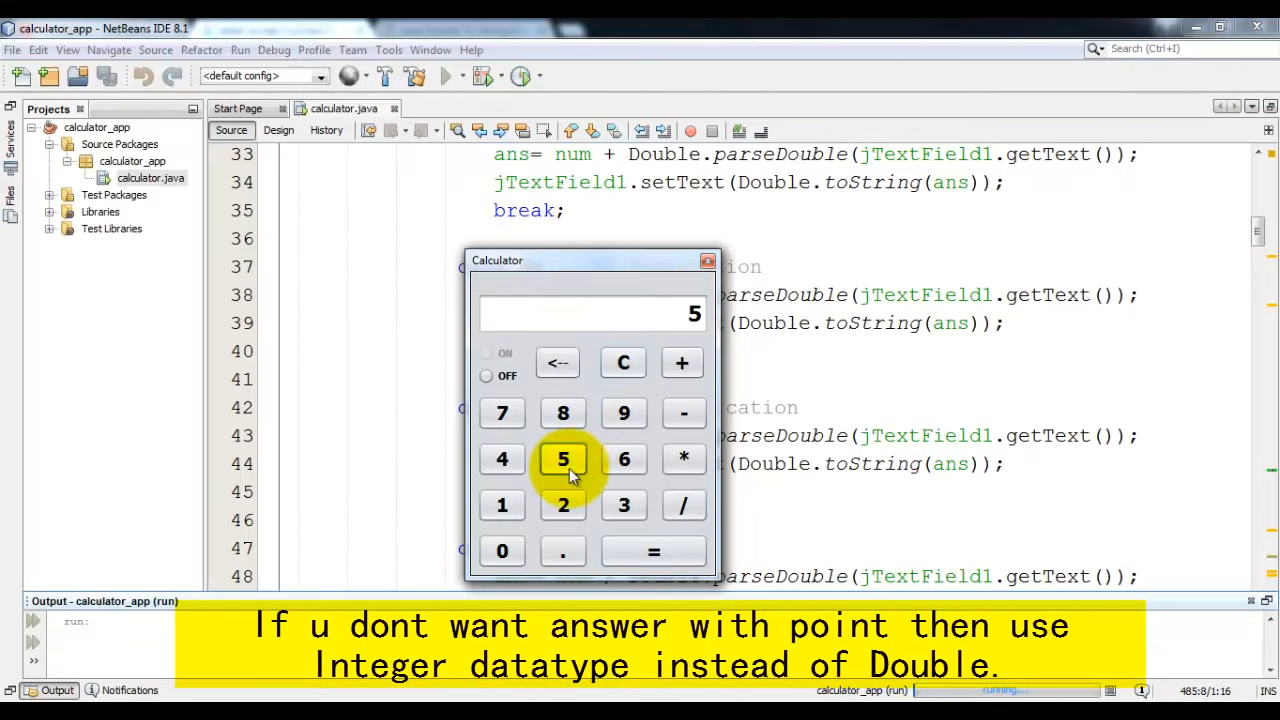 calculator_app - NetBeans IDE 8.1
File Edit View Navigate Source Refactor Run Debug Profile Team Tools Window Help
Search (Ctrl+I)
<default config>
Projects
Start Page
calculator.java
Services
Files
Source Design History
calculator_app
Source Packages
calculator_app
calculator.java
Test Packages
Libraries
Test Libraries
33 ans= num + Double.parseDouble(jTextField1.getText());
34 jTextField1.setText(Double.toString(ans));
35 break;
36
37 ion
38 parseDouble(jTextField1.getText());
39 (Double.toString(ans));
40
41
42 cation
43 parseDouble(jTextField1.getText());
44 (Double.toString(ans));
45
46
47
48 parseDouble(jTextField1.getText());
Calculator
5
ON
OFF
<-- C +
7 8 9 -
4 5 6 *
1 2 3 /
0 . =
Output - calculator_app (run)
run:
If u dont want answer with point then use
Integer datatype instead of Double.
Output
Notifications
calculator_app (run)
running...
485:8/1:16
INS